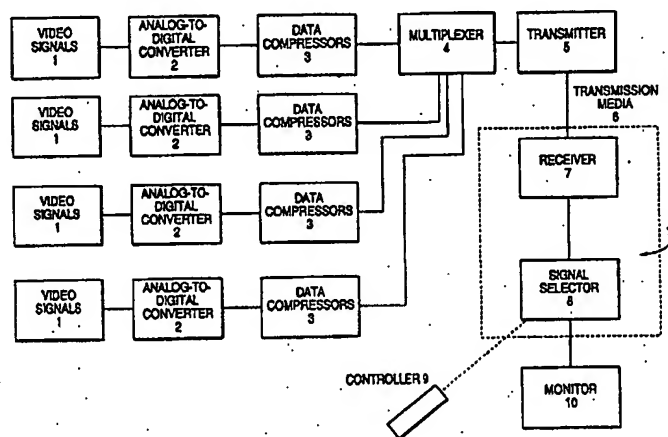 VIDEO
SIGNALS
1
ANALOG-TO-
DIGITAL
CONVERTER
2
DATA
COMPRESSORS
3
MULTIPLEXER
4
TRANSMITTER
5
TRANSMISSION
MEDIA
6
VIDEO
SIGNALS
1
ANALOG-TO-
DIGITAL
CONVERTER
2
DATA
COMPRESSORS
3
RECEIVER
7
VIDEO
SIGNALS
1
ANALOG-TO-
DIGITAL
CONVERTER
2
DATA
COMPRESSORS
3
VIDEO
SIGNALS
1
ANALOG-TO-
DIGITAL
CONVERTER
2
DATA
COMPRESSORS
3
SIGNAL
SELECTOR
8
CONTROLLER 9
MONITOR
10